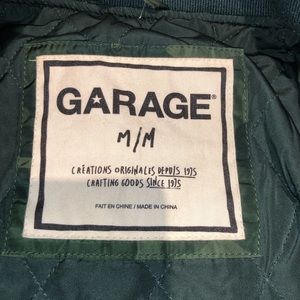 GARAGE®
M/M
CRÉATIONS ORIGINALES DEPUIS 1975
CRAFTING GOODS SINCE 1975
FAIT EN CHINE / MADE IN CHINA